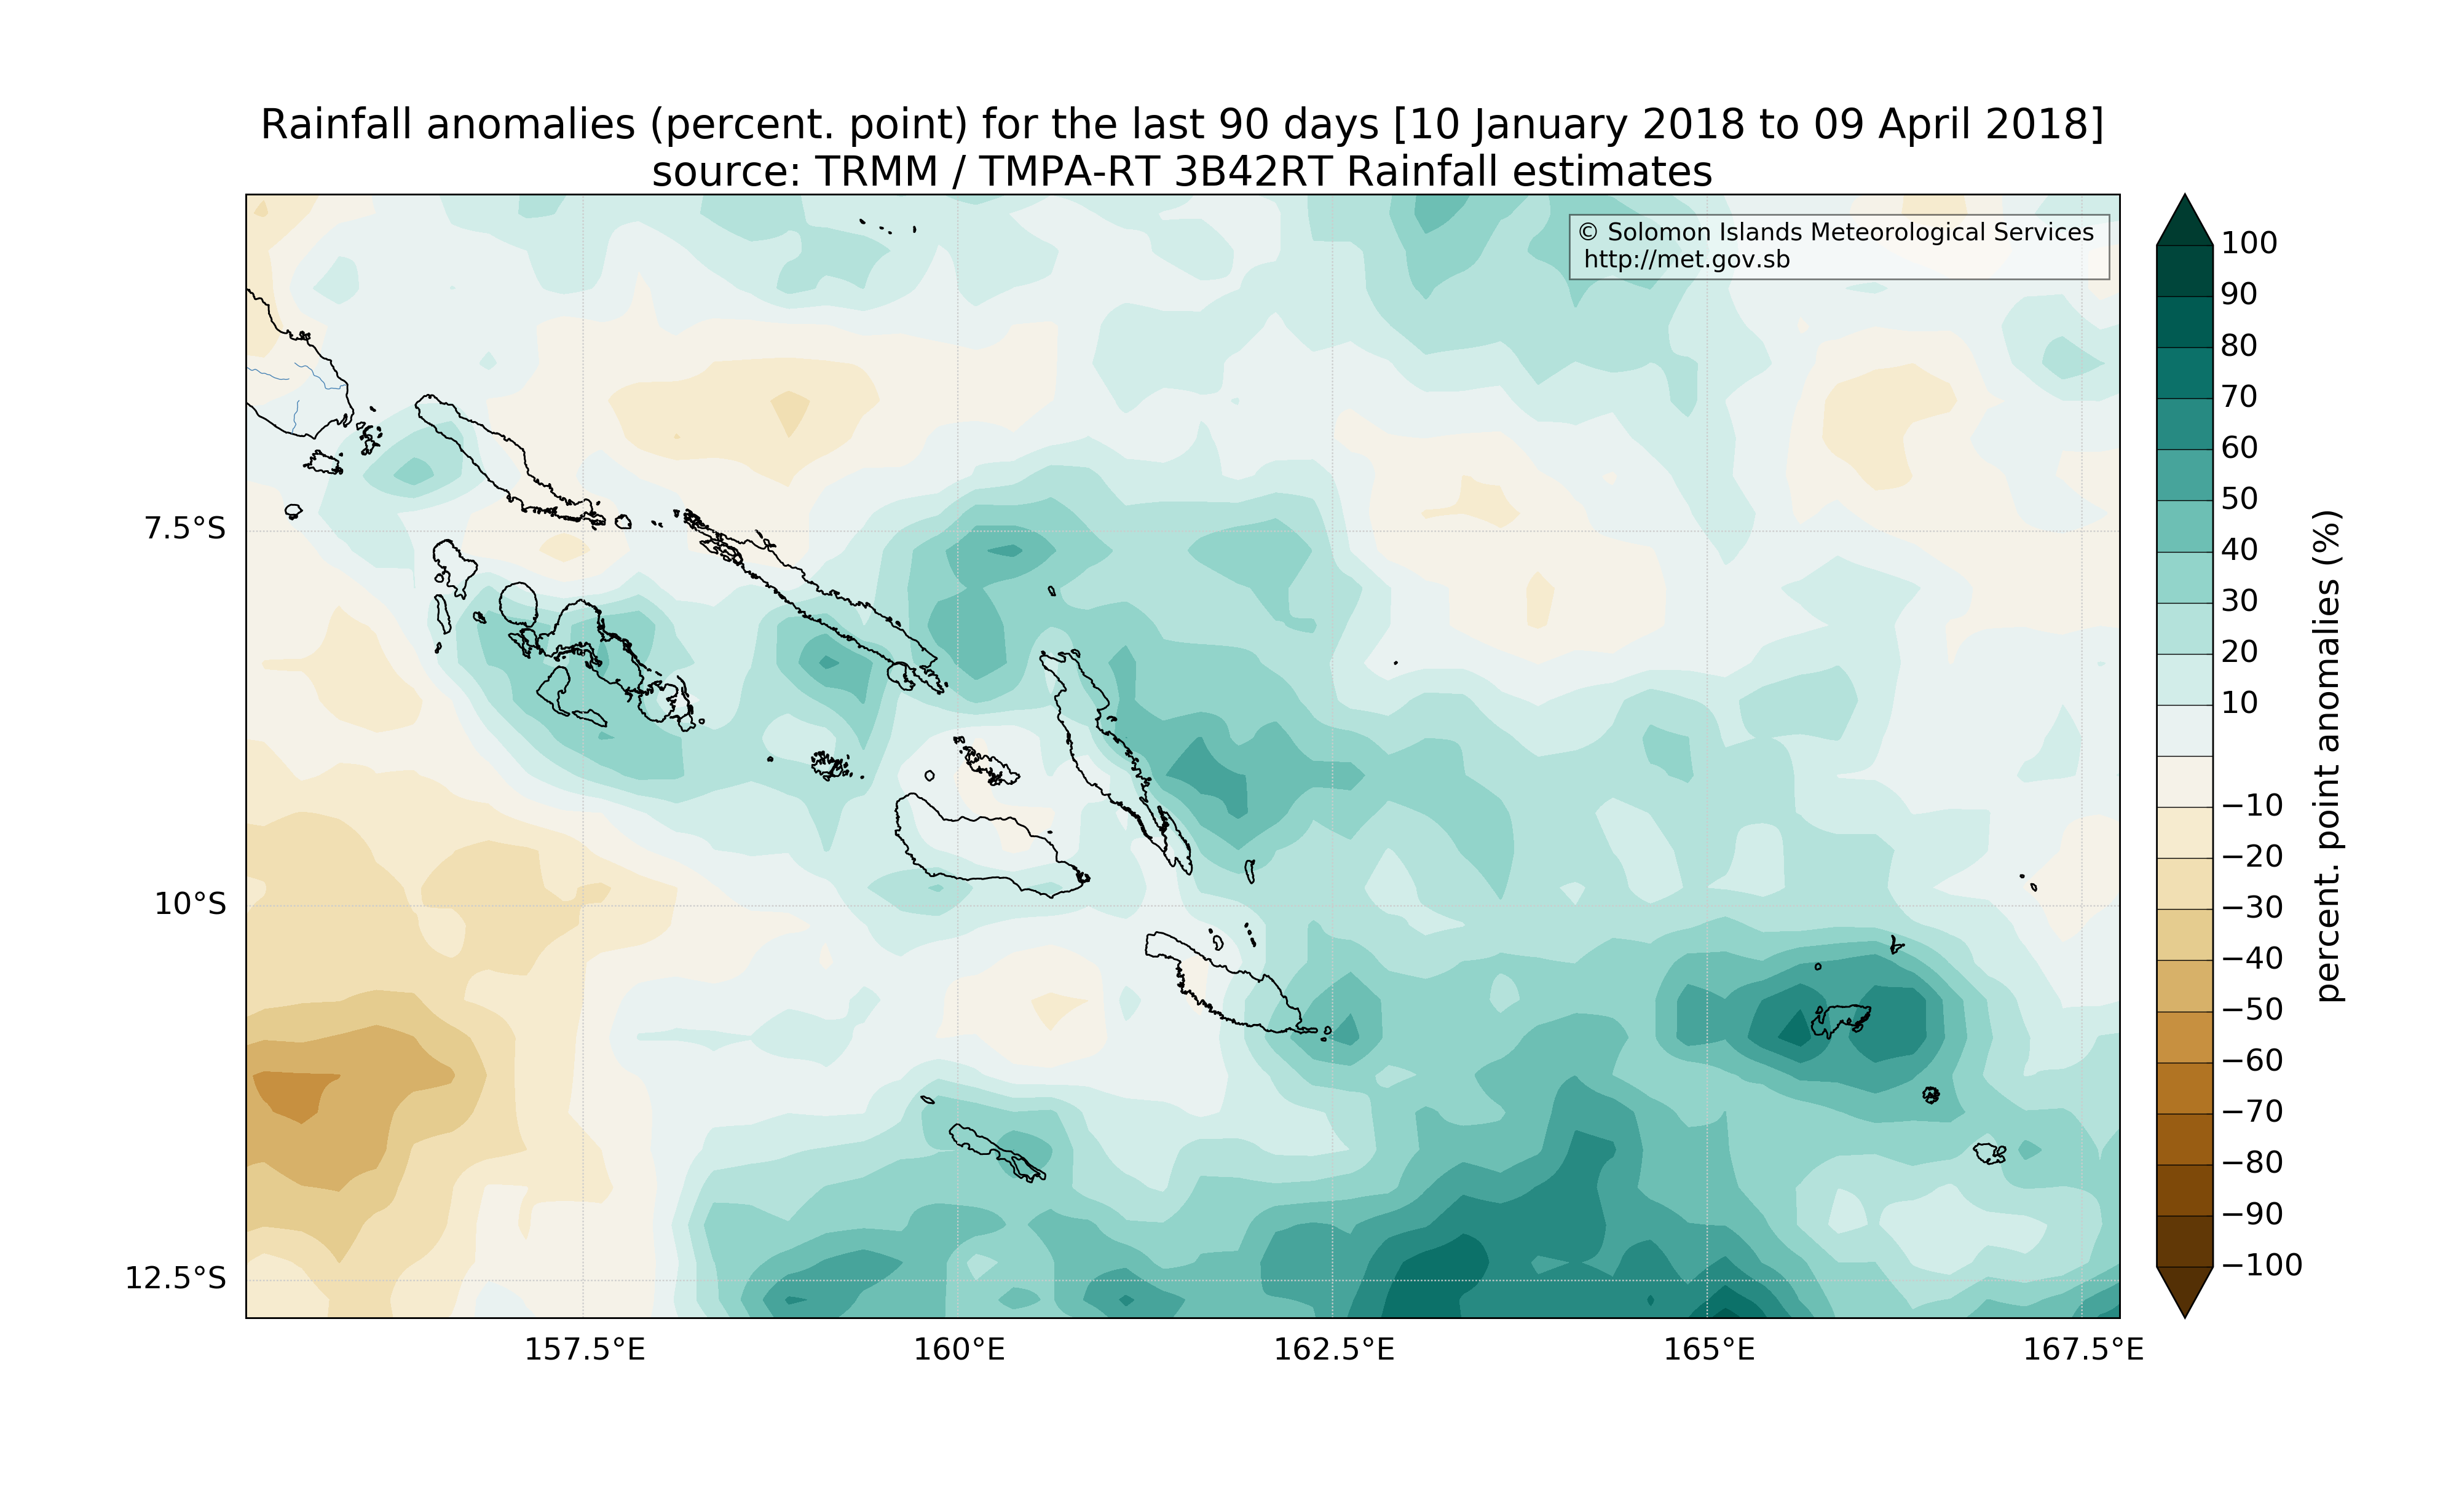 Rainfall anomalies (percent. point) for the last 90 days [10 January 2018 to 09 April 2018]
source: TRMM / TMPA-RT 3B42RT Rainfall estimates
© Solomon Islands Meteorological Services
http://met.gov.sb
7.5°S
10°S
12.5°S
157.5°E
160°E
162.5°E
165°E
167.5°E
100
90
80
70
60
50
40
30
20
10
−10
−20
−30
−40
−50
−60
−70
−80
−90
−100
percent. point anomalies (%)